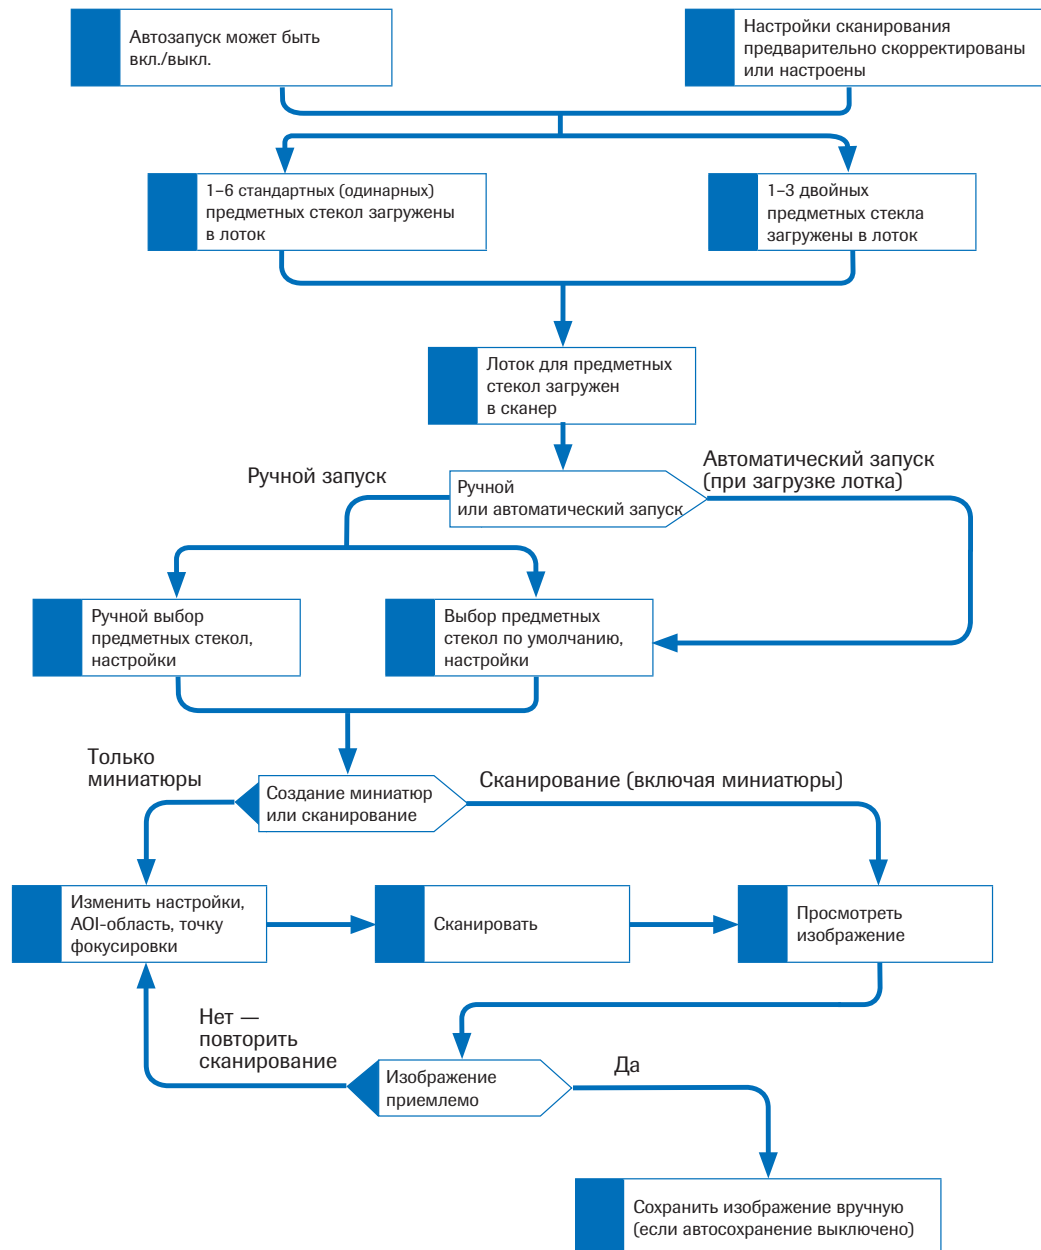 Автозапуск может быть
вкл./выкл.
Настройки сканирования
предварительно скорректированы
или настроены
1–6 стандартных (одинарных)
предметных стекол загружены
в лоток
1–3 двойных
предметных стекла
загружены в лоток
Лоток для предметных
стекол загружен
в сканер
Ручной запуск
Ручной
или автоматический запуск
Автоматический запуск
(при загрузке лотка)
Ручной выбор
предметных стекол,
настройки
Выбор предметных
стекол по умолчанию,
настройки
Только
миниатюры
Создание миниатюр
или сканирование
Сканирование (включая миниатюры)
Изменить настройки,
AOI-область, точку
фокусировки
Сканировать
Просмотреть
изображение
Нет —
повторить
сканирование
Изображение
приемлемо
Да
Сохранить изображение вручную
(если автосохранение выключено)